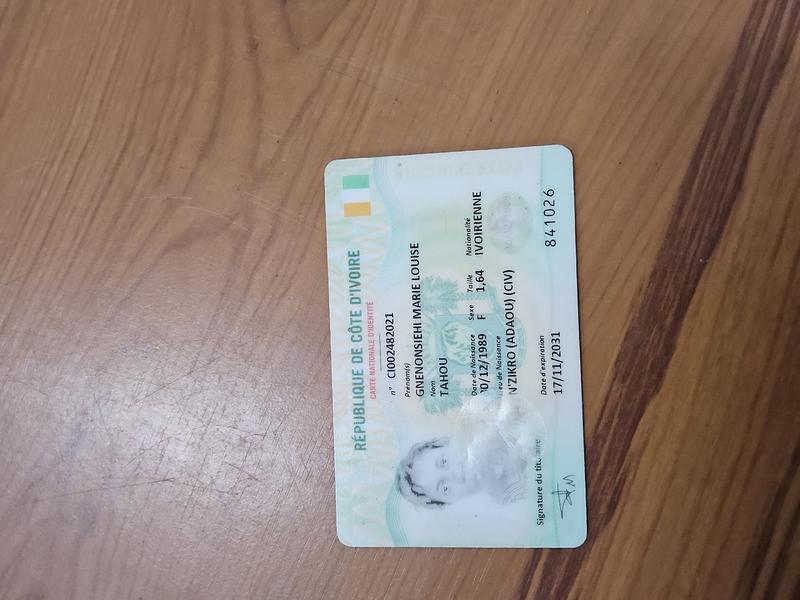 RÉPUBLIQUE DE CÔTE D'IVOIRE
CARTE NATIONALE D'IDENTITÉ
n° CI002482021
Prénom(s)
GNENONSIEHI MARIE LOUISE
Nom
TAHOU
Date de Naissance Sexe Taille Nationalité
0/12/1989 F 1,64 IVOIRIENNE
Lieu de Naissance
N'ZIKRO (ADAOU) (CIV)
Date d'expiration
17/11/2031
Signature du titulaire
841026